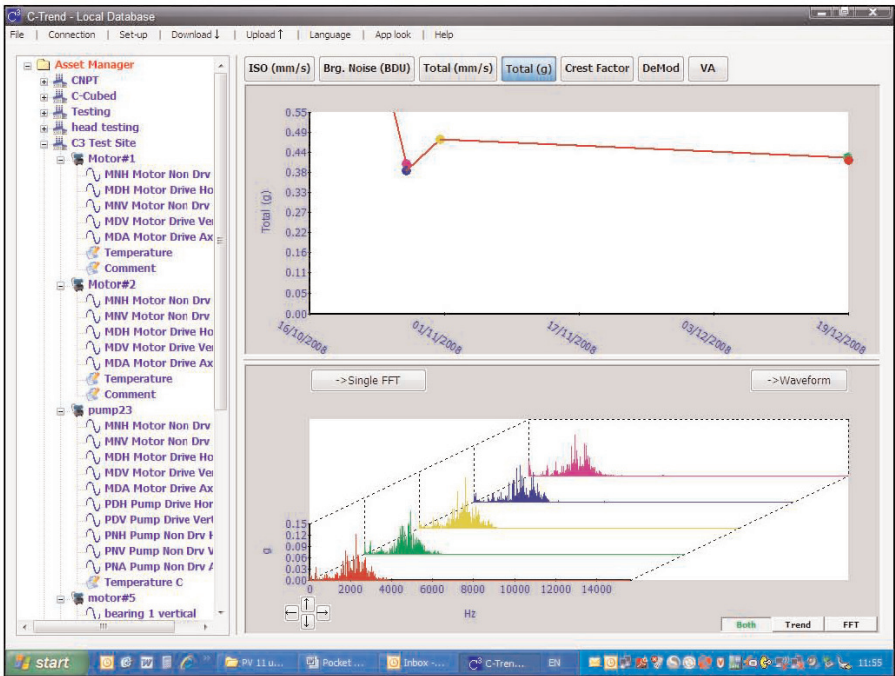 C-Trend - Local Database
File | Connection | Set-up | Download↓ | Upload↑ | Language | App look | Help
Asset Manager
CNPT
C-Cubed
Testing
head testing
C3 Test Site
Motor#1
MNH Motor Non Drv
MDH Motor Drive Ho
MNV Motor Non Drv
MDV Motor Drive Ver
MDA Motor Drive Ax
Temperature
Comment
Motor#2
MNH Motor Non Drv
MNV Motor Non Drv
MDH Motor Drive Ho
MDV Motor Drive Ver
MDA Motor Drive Ax
Temperature
Comment
pump23
MNH Motor Non Drv
MNV Motor Non Drv
MDH Motor Drive Ho
MDV Motor Drive Ver
MDA Motor Drive Ax
PDH Pump Drive Hor
PDV Pump Drive Vert
PNH Pump Non Drv H
PNV Pump Non Drv V
PNA Pump Non Drv A
Temperature C
motor#5
bearing 1 vertical
ISO (mm/s) Brg. Noise (BDU) Total (mm/s) Total (g) Crest Factor DeMod VA
Total (g)
0.55
0.49
0.44
0.38
0.33
0.27
0.22
0.16
0.11
0.05
0.00
16/10/2008 01/11/2008 17/11/2008 03/12/2008 19/12/2008
->Single FFT ->Waveform
g
0.15
0.12
0.09
0.06
0.03
0.00
0 2000 4000 6000 8000 10000 12000 14000
Hz
Both Trend FFT
start PV 11 u... Pocket ... Inbox -... C-Tren... EN 11:55